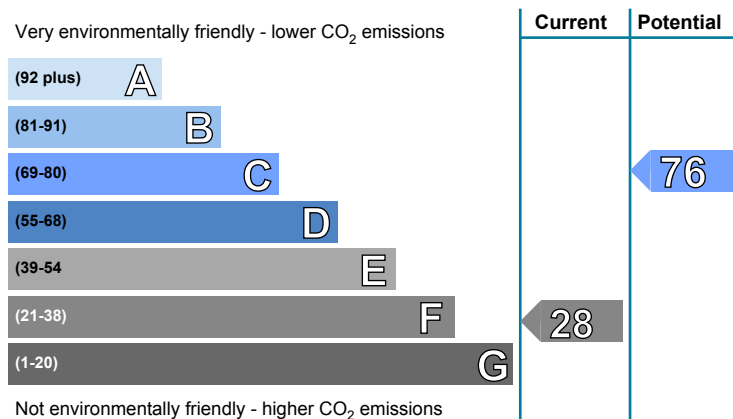 Current Potential
Very environmentally friendly - lower CO₂ emissions
(92 plus) A
(81-91) B
(69-80) C 76
(55-68) D
(39-54 E
(21-38) F 28
(1-20) G
Not environmentally friendly - higher CO₂ emissions